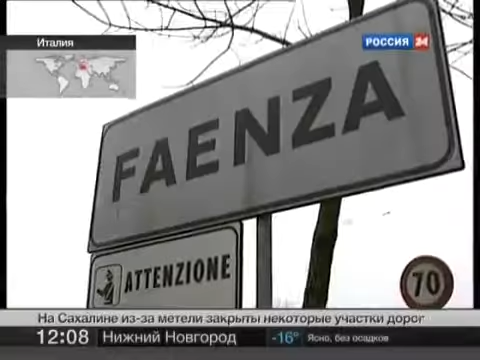 Италия
РОССИЯ 24
FAENZA
ATTENZIONE
70
На Сахалине из-за метели закрыты некоторые участки дорог
12:08 Нижний Новгород -16° Ясно, без осадков